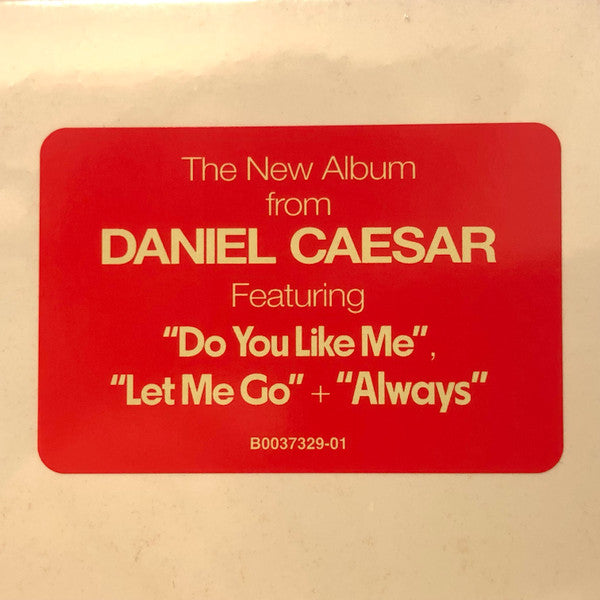 The New Album
from
DANIEL CAESAR
Featuring
“Do You Like Me”,
“Let Me Go” + “Always”
B0037329-01